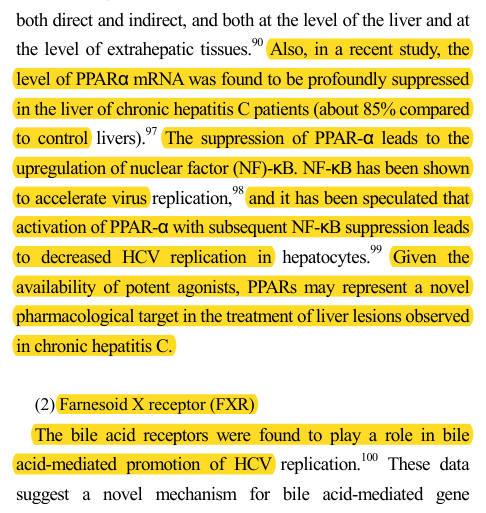 both direct and indirect, and both at the level of the liver and at
the level of extrahepatic tissues.90 Also, in a recent study, the
level of PPARα mRNA was found to be profoundly suppressed
in the liver of chronic hepatitis C patients (about 85% compared
to control livers).97 The suppression of PPAR-α leads to the
upregulation of nuclear factor (NF)-κB. NF-κB has been shown
to accelerate virus replication,98 and it has been speculated that
activation of PPAR-α with subsequent NF-κB suppression leads
to decreased HCV replication in hepatocytes.99 Given the
availability of potent agonists, PPARs may represent a novel
pharmacological target in the treatment of liver lesions observed
in chronic hepatitis C.
(2) Farnesoid X receptor (FXR)
The bile acid receptors were found to play a role in bile
acid-mediated promotion of HCV replication.100 These data
suggest a novel mechanism for bile acid-mediated gene